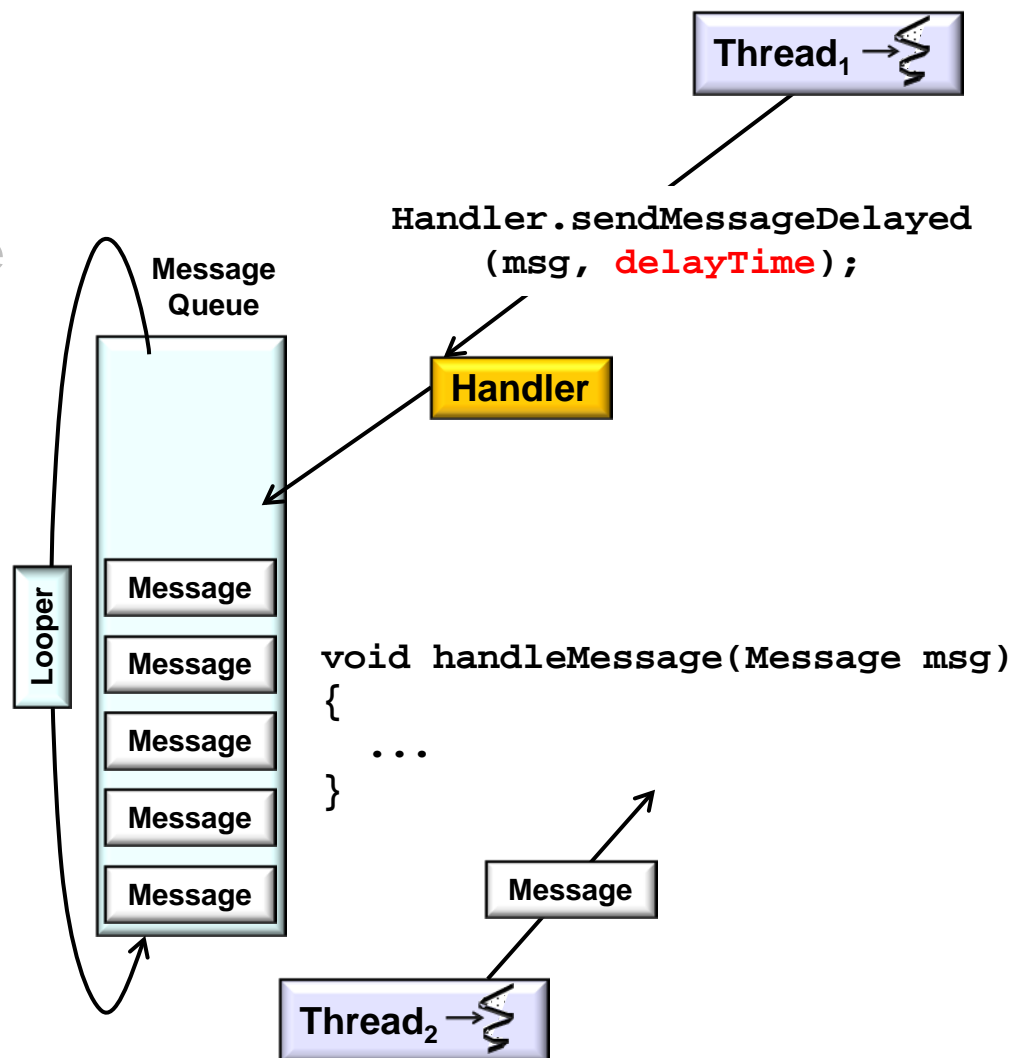 Thread₁
Handler.sendMessageDelayed
(msg, delayTime);
Message
Queue
Handler
Looper
Message
Message
Message
Message
Message
void handleMessage(Message msg)
{
...
}
Message
Thread₂